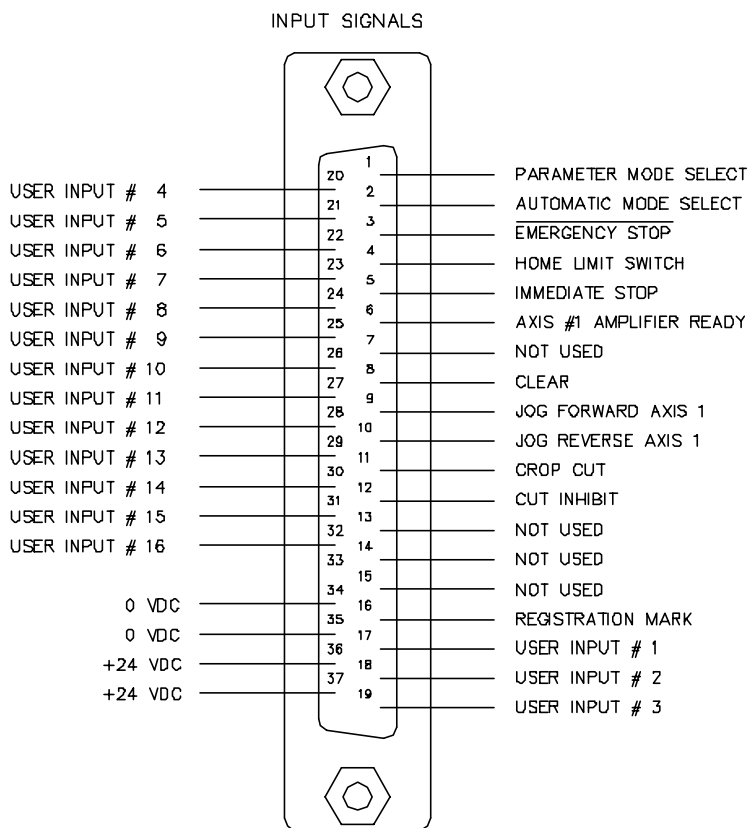 INPUT SIGNALS
1
PARAMETER MODE SELECT
20
USER INPUT # 4
2
AUTOMATIC MODE SELECT
21
USER INPUT # 5
3
EMERGENCY STOP
22
USER INPUT # 6
4
HOME LIMIT SWITCH
23
USER INPUT # 7
5
IMMEDIATE STOP
24
USER INPUT # 8
6
AXIS #1 AMPLIFIER READY
25
USER INPUT # 9
7
NOT USED
26
USER INPUT # 10
8
CLEAR
27
USER INPUT # 11
9
JOG FORWARD AXIS 1
28
USER INPUT # 12
10
JOG REVERSE AXIS 1
29
USER INPUT # 13
11
CROP CUT
30
USER INPUT # 14
12
CUT INHIBIT
31
USER INPUT # 15
13
NOT USED
32
USER INPUT # 16
14
NOT USED
33
15
NOT USED
34
0 VDC
16
REGISTRATION MARK
35
0 VDC
17
USER INPUT # 1
36
+24 VDC
18
USER INPUT # 2
37
+24 VDC
19
USER INPUT # 3